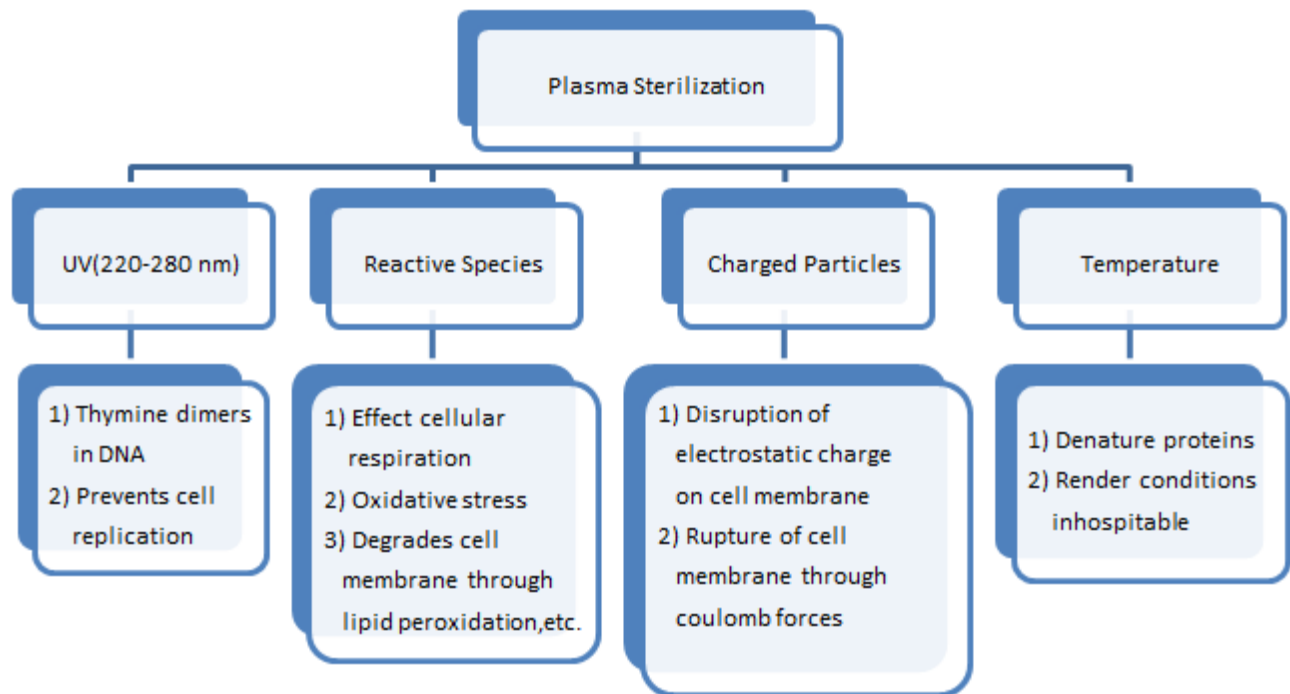 Plasma Sterilization
UV(220-280 nm)
Reactive Species
Charged Particles
Temperature
1) Thymine dimers
in DNA
2) Prevents cell
replication
1) Effect cellular
respiration
2) Oxidative stress
3) Degrades cell
membrane through
lipid peroxidation,etc.
1) Disruption of
electrostatic charge
on cell membrane
2) Rupture of cell
membrane through
coulomb forces
1) Denature proteins
2) Render conditions
inhospitable